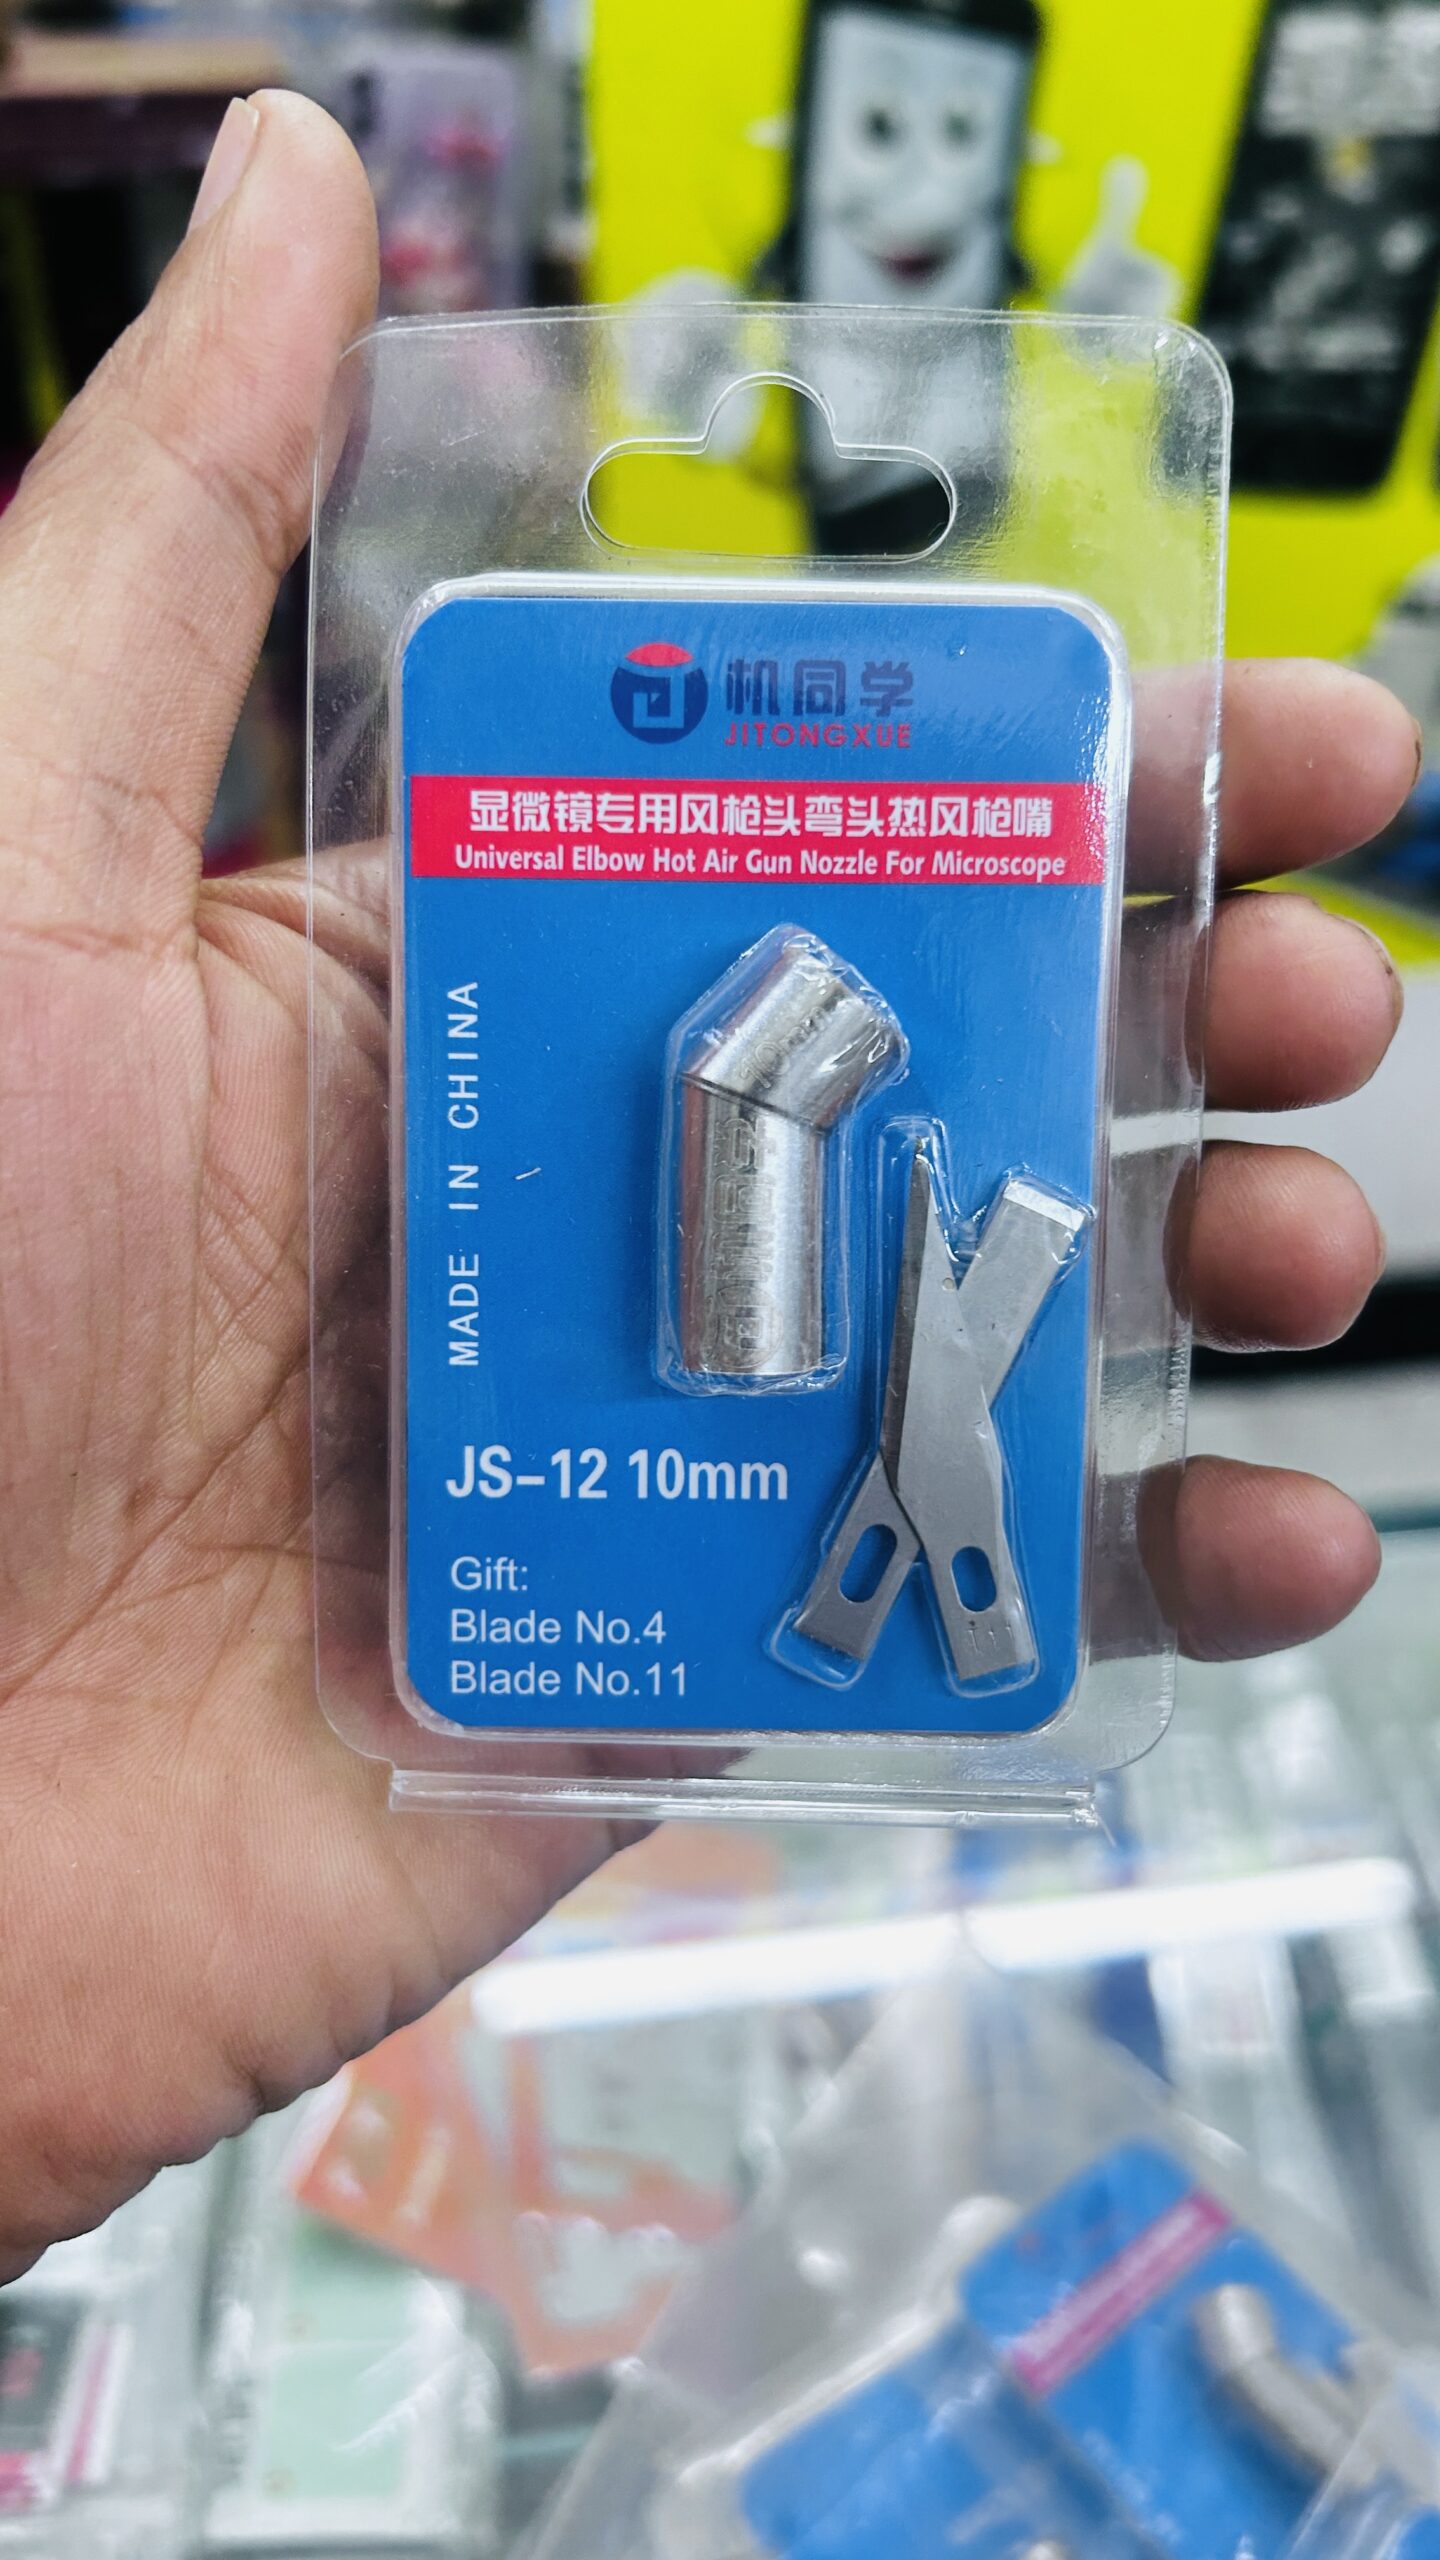 机同学
JITONGXUE
显微镜专用风枪头弯头热风枪嘴
Universal Elbow Hot Air Gun Nozzle For Microscope
MADE IN CHINA
10mm
JS-12 10mm
Gift:
Blade No.4
Blade No.11